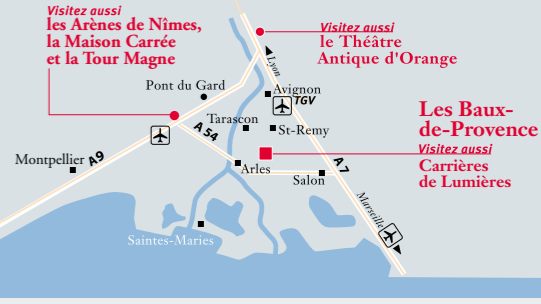 Visitez aussi
les Arènes de Nîmes,
la Maison Carrée
et la Tour Magne
Visitez aussi
le Théâtre
Antique d'Orange
Lyon
Pont du Gard
Avignon
TGV
Tarascon
St-Remy
A 54
Les Baux-
de-Provence
Visitez aussi
Carrières
de Lumières
Montpellier
A9
Arles
Salon
A7
Marseille
Saintes-Maries